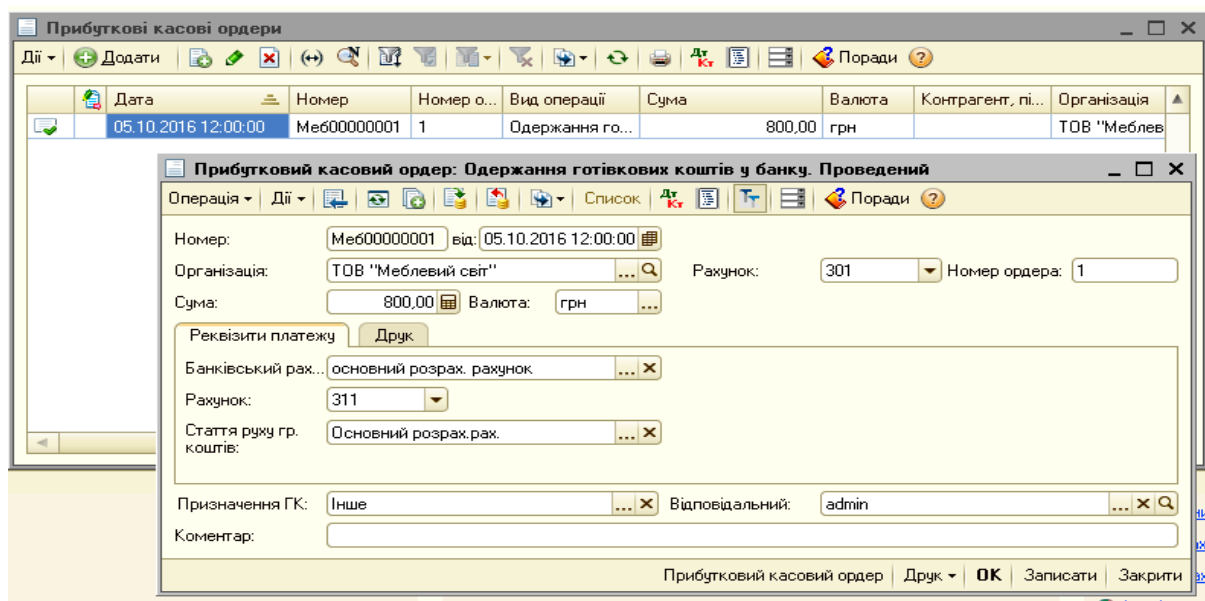 Прибуткові касові ордери
Дії Додати Поради
Дата Номер Номер о... Вид операції Сума Валюта Контрагент, пі... Організація
05.10.2016 12:00:00 Меб00000001 1 Одержання го... 800,00 грн ТОВ "Меблев
Прибутковий касовий ордер: Одержання готівкових коштів у банку. Проведений
Операція Дії Список Поради
Номер: Меб00000001 від: 05.10.2016 12:00:00
Організація: ТОВ "Меблевий світ" ... Рахунок: 301 Номер ордера: 1
Сума: 800,00 Валюта: грн ...
Реквізити платежу Друк
Банківський рах... основний розрах. рахунок ...
Рахунок: 311
Стаття руху гр. коштів: Основний розрах.рах. ...
Призначення ГК: Інше ... Відповідальний: admin ...
Коментар:
Прибутковий касовий ордер Друк ОК Записати Закрити